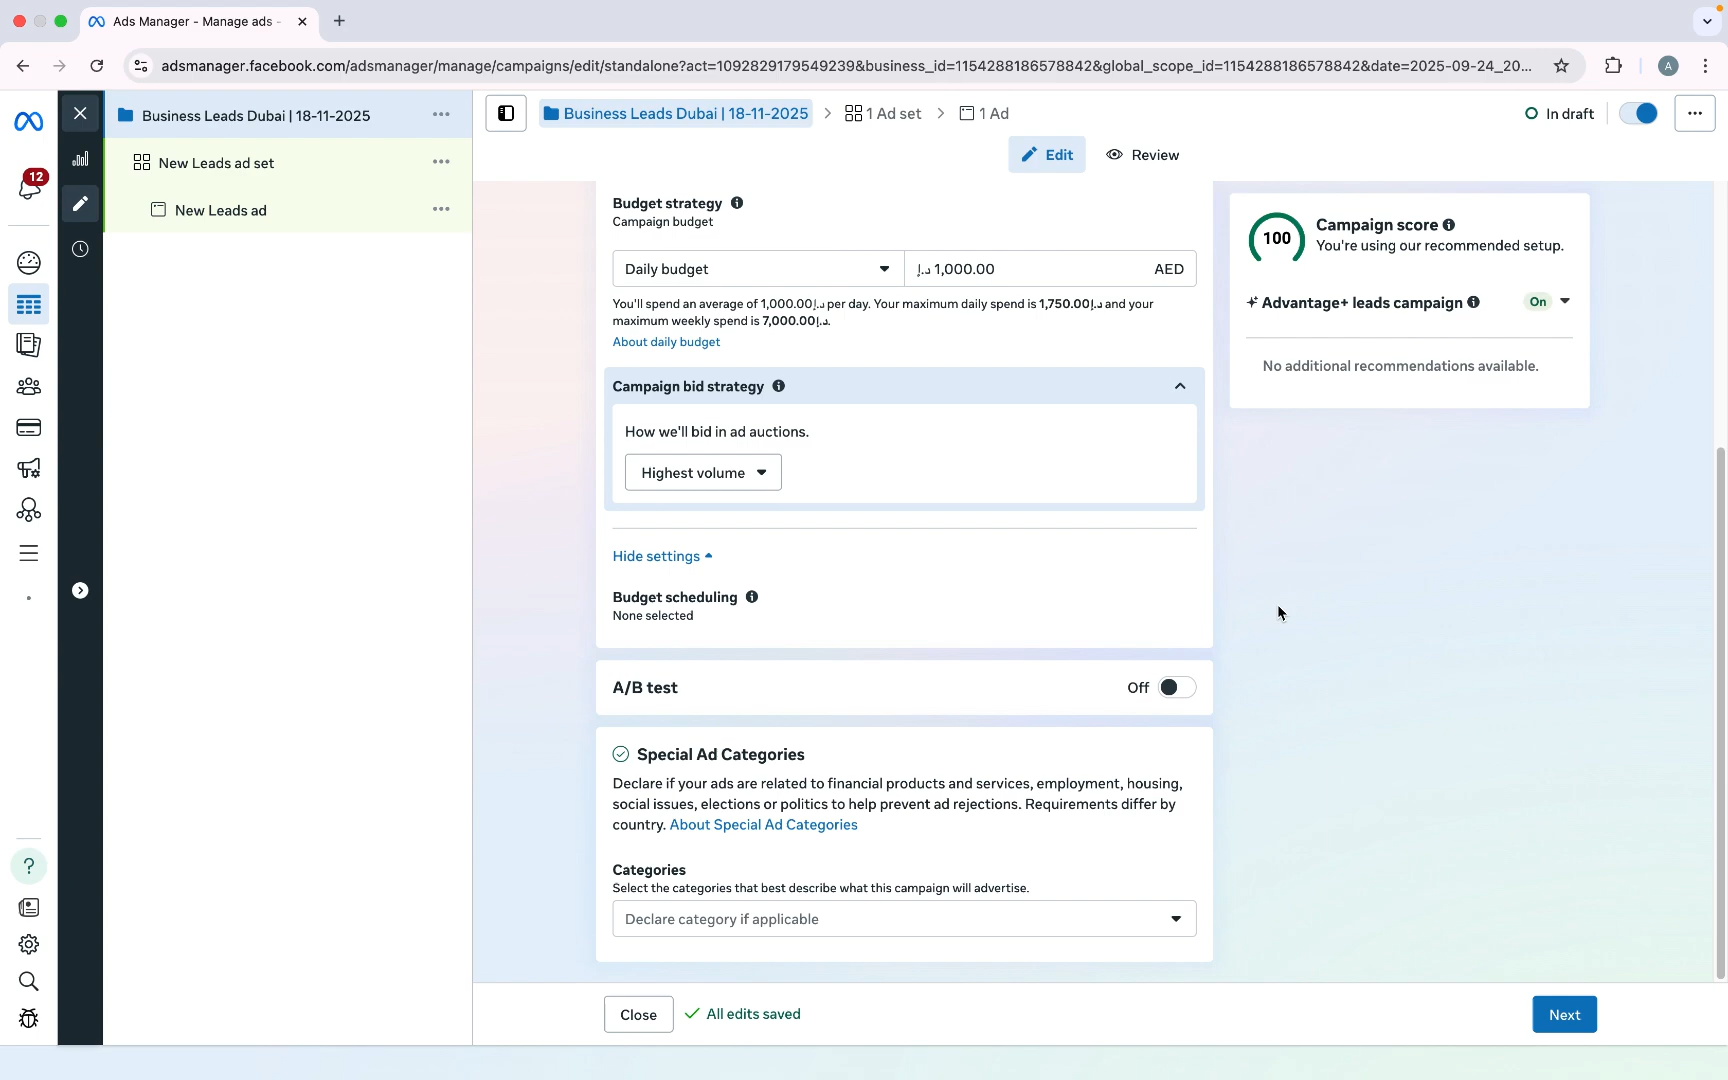 Ads Manager - Manage ads -
adsmanager.facebook.com/adsmanager/manage/campaigns/edit/standalone?act=1092829179549239&business_id=1154288186578842&global_scope_id=1154288186578842&date=2025-09-24_20...
A
12
Business Leads Dubai | 18-11-2025
New Leads ad set
New Leads ad
Business Leads Dubai | 18-11-2025
1 Ad set
1 Ad
In draft
Edit
Review
Budget strategy
Campaign budget
Daily budget
د.إ 1,000.00
AED
You'll spend an average of 1,000.00د.إ per day. Your maximum daily spend is 1,750.00د.إ and your
maximum weekly spend is 7,000.00د.إ.
About daily budget
Campaign bid strategy
How we'll bid in ad auctions.
Highest volume
Hide settings
Budget scheduling
None selected
A/B test
Off
Special Ad Categories
Declare if your ads are related to financial products and services, employment, housing,
social issues, elections or politics to help prevent ad rejections. Requirements differ by
country. About Special Ad Categories
Categories
Select the categories that best describe what this campaign will advertise.
Declare category if applicable
100
Campaign score
You're using our recommended setup.
Advantage+ leads campaign
On
No additional recommendations available.
Close
All edits saved
Next